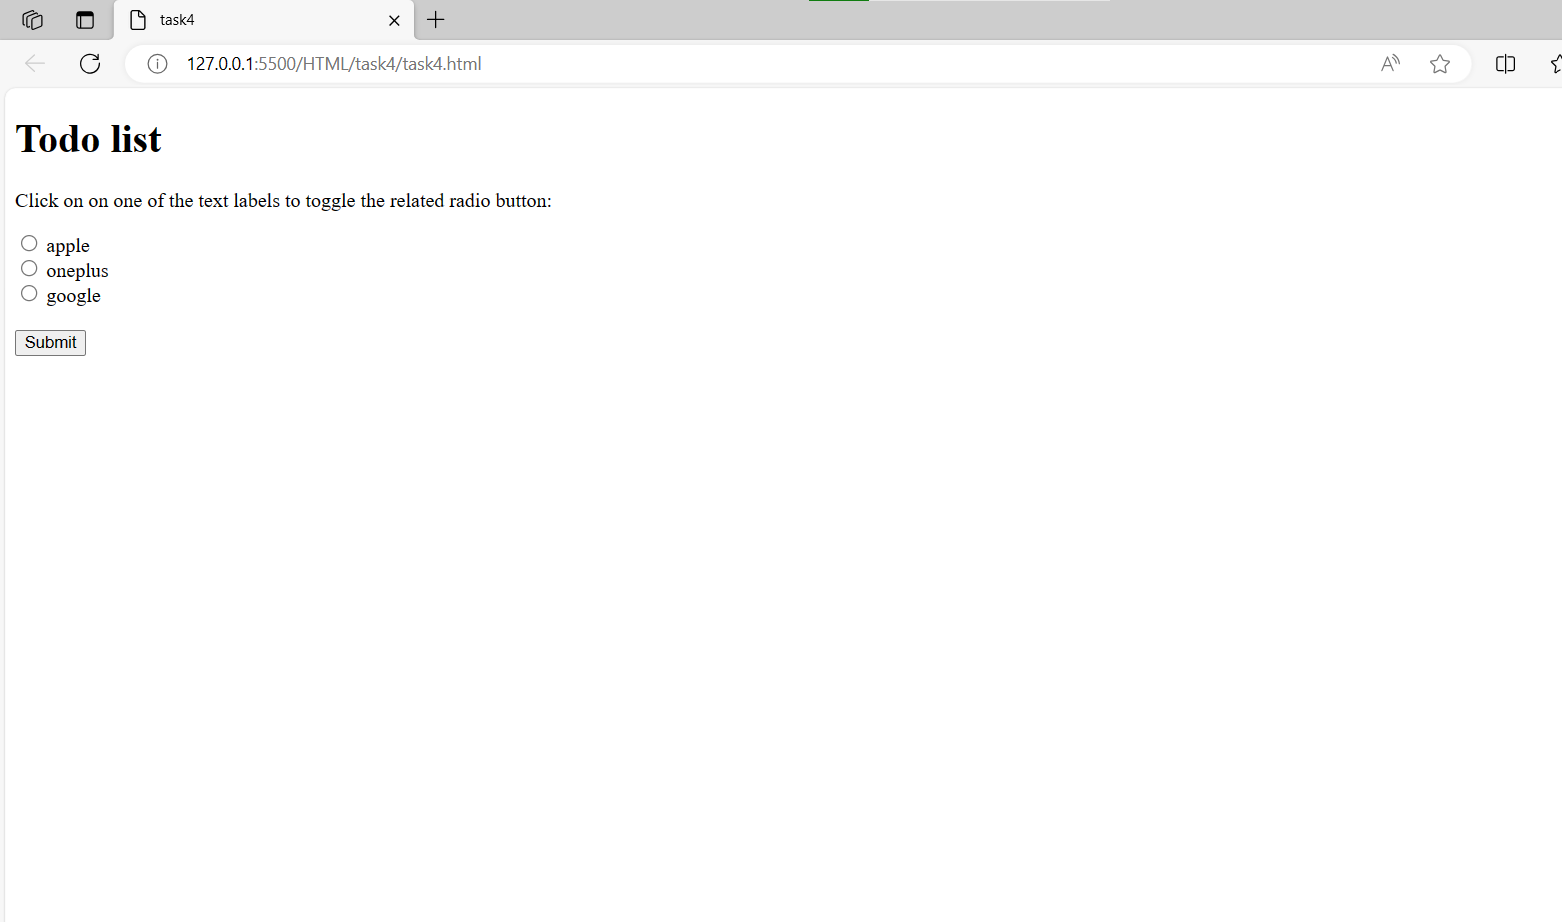 task4
127.0.0.1:5500/HTML/task4/task4.html
Todo list
Click on on one of the text labels to toggle the related radio button:
apple
oneplus
google
Submit